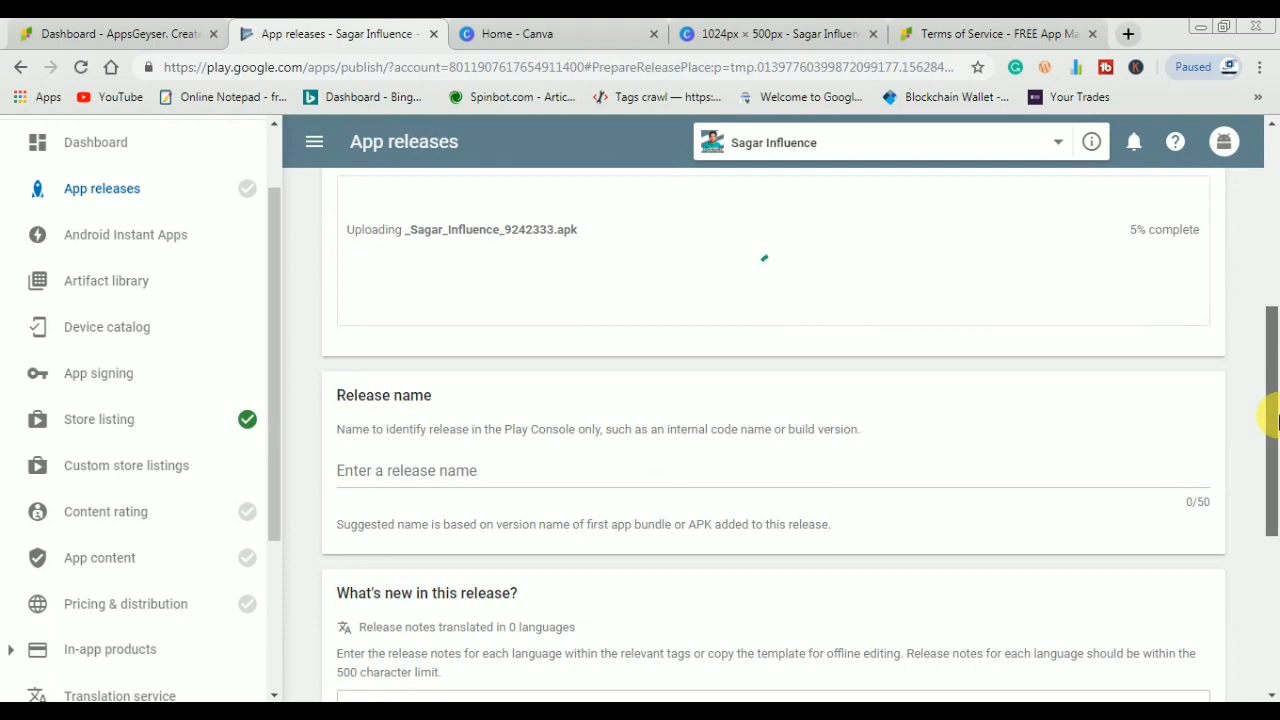 Dashboard - AppsGeyser. Create
App releases - Sagar Influence -
Home - Canva
1024px × 500px - Sagar Influen
Terms of Service - FREE App Ma
https://play.google.com/apps/publish/?account=8011907617654911400#PrepareReleasePlace:p=tmp.01397760399872099177.156284...
Paused
Apps
YouTube
Online Notepad - fr...
Dashboard - Bing...
Spinbot.com - Artic...
Tags crawl — https:...
Welcome to Googl...
Blockchain Wallet -...
Your Trades
Dashboard
App releases
Android Instant Apps
Artifact library
Device catalog
App signing
Store listing
Custom store listings
Content rating
App content
Pricing & distribution
In-app products
Translation service
App releases
Sagar Influence
Uploading _Sagar_Influence_9242333.apk
5% complete
Release name
Name to identify release in the Play Console only, such as an internal code name or build version.
Enter a release name
0/50
Suggested name is based on version name of first app bundle or APK added to this release.
What's new in this release?
Release notes translated in 0 languages
Enter the release notes for each language within the relevant tags or copy the template for offline editing. Release notes for each language should be within the
500 character limit.